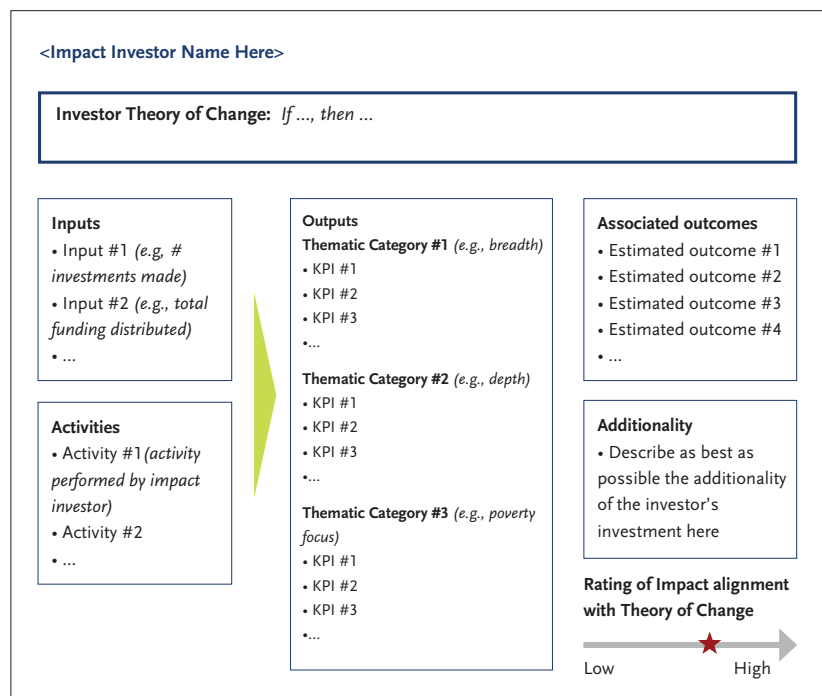 <Impact Investor Name Here>
Investor Theory of Change: If ..., then ...
Inputs
• Input #1 (e.g, #
investments made)
• Input #2 (e.g., total
funding distributed)
• ...
Activities
• Activity #1(activity
performed by impact
investor)
• Activity #2
• ...
Outputs
Thematic Category #1 (e.g., breadth)
• KPI #1
• KPI #2
• KPI #3
•...
Thematic Category #2 (e.g., depth)
• KPI #1
• KPI #2
• KPI #3
•...
Thematic Category #3 (e.g., poverty
focus)
• KPI #1
• KPI #2
• KPI #3
•...
Associated outcomes
• Estimated outcome #1
• Estimated outcome #2
• Estimated outcome #3
• Estimated outcome #4
• ...
Additionality
• Describe as best as
possible the additionality
of the investor's
investment here
Rating of Impact alignment
with Theory of Change
Low High